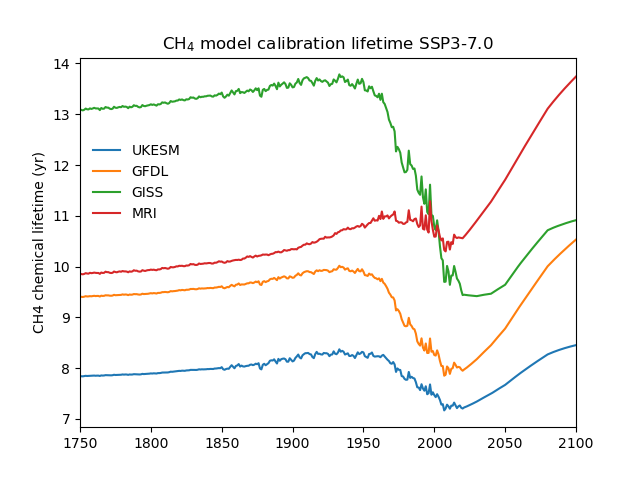 CH₄ model calibration lifetime SSP3-7.0
14
13
12
11
10
9
8
7
CH4 chemical lifetime (yr)
UKESM
GFDL
GISS
MRI
1750 1800 1850 1900 1950 2000 2050 2100